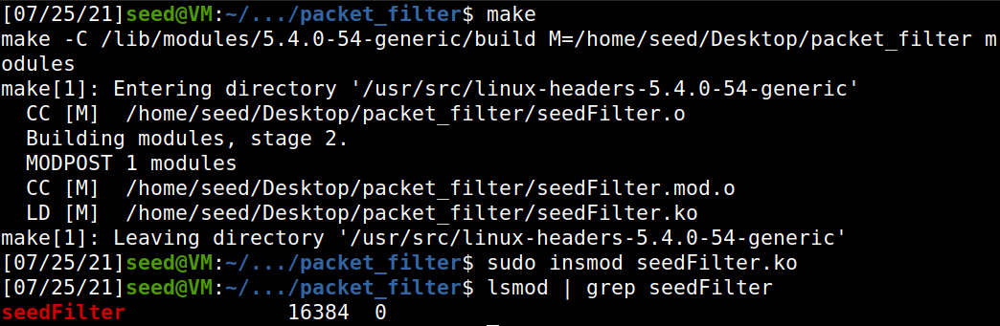 [07/25/21]seed@VM:~/.../packet_filter$ make
make -C /lib/modules/5.4.0-54-generic/build M=/home/seed/Desktop/packet_filter m
odules
make[1]: Entering directory '/usr/src/linux-headers-5.4.0-54-generic'
  CC [M]  /home/seed/Desktop/packet_filter/seedFilter.o
  Building modules, stage 2.
  MODPOST 1 modules
  CC [M]  /home/seed/Desktop/packet_filter/seedFilter.mod.o
  LD [M]  /home/seed/Desktop/packet_filter/seedFilter.ko
make[1]: Leaving directory '/usr/src/linux-headers-5.4.0-54-generic'
[07/25/21]seed@VM:~/.../packet_filter$ sudo insmod seedFilter.ko
[07/25/21]seed@VM:~/.../packet_filter$ lsmod | grep seedFilter
seedFilter             16384  0